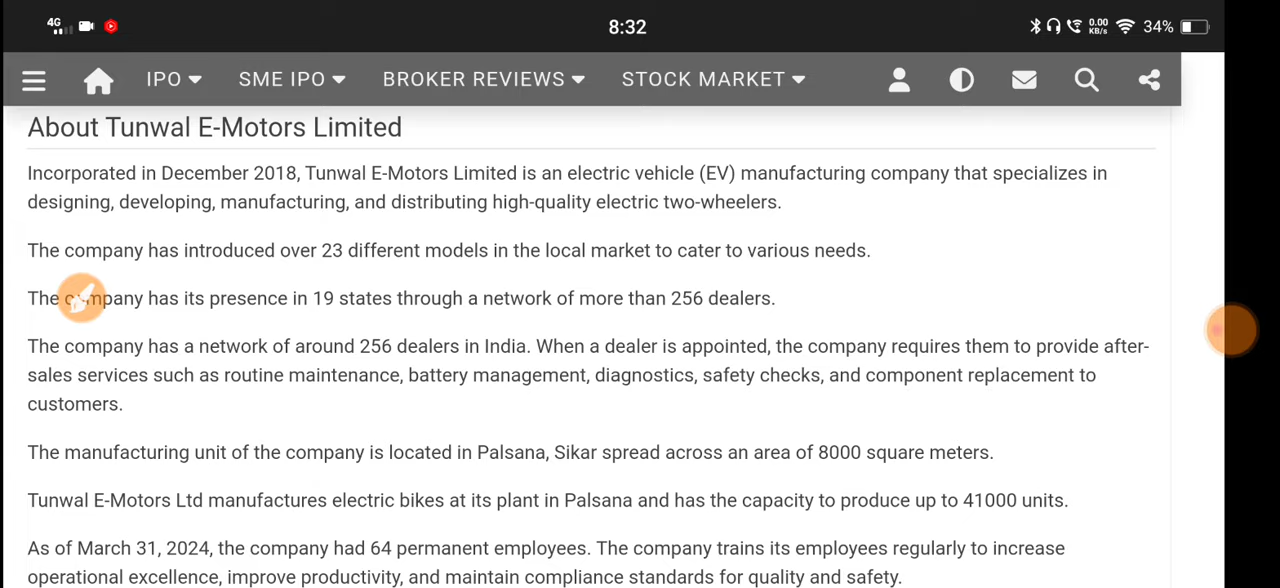 4G 8:32 0.00 KB/s 34%
IPO SME IPO BROKER REVIEWS STOCK MARKET
About Tunwal E-Motors Limited
Incorporated in December 2018, Tunwal E-Motors Limited is an electric vehicle (EV) manufacturing company that specializes in
designing, developing, manufacturing, and distributing high-quality electric two-wheelers.
The company has introduced over 23 different models in the local market to cater to various needs.
The company has its presence in 19 states through a network of more than 256 dealers.
The company has a network of around 256 dealers in India. When a dealer is appointed, the company requires them to provide after-
sales services such as routine maintenance, battery management, diagnostics, safety checks, and component replacement to
customers.
The manufacturing unit of the company is located in Palsana, Sikar spread across an area of 8000 square meters.
Tunwal E-Motors Ltd manufactures electric bikes at its plant in Palsana and has the capacity to produce up to 41000 units.
As of March 31, 2024, the company had 64 permanent employees. The company trains its employees regularly to increase
operational excellence, improve productivity, and maintain compliance standards for quality and safety.